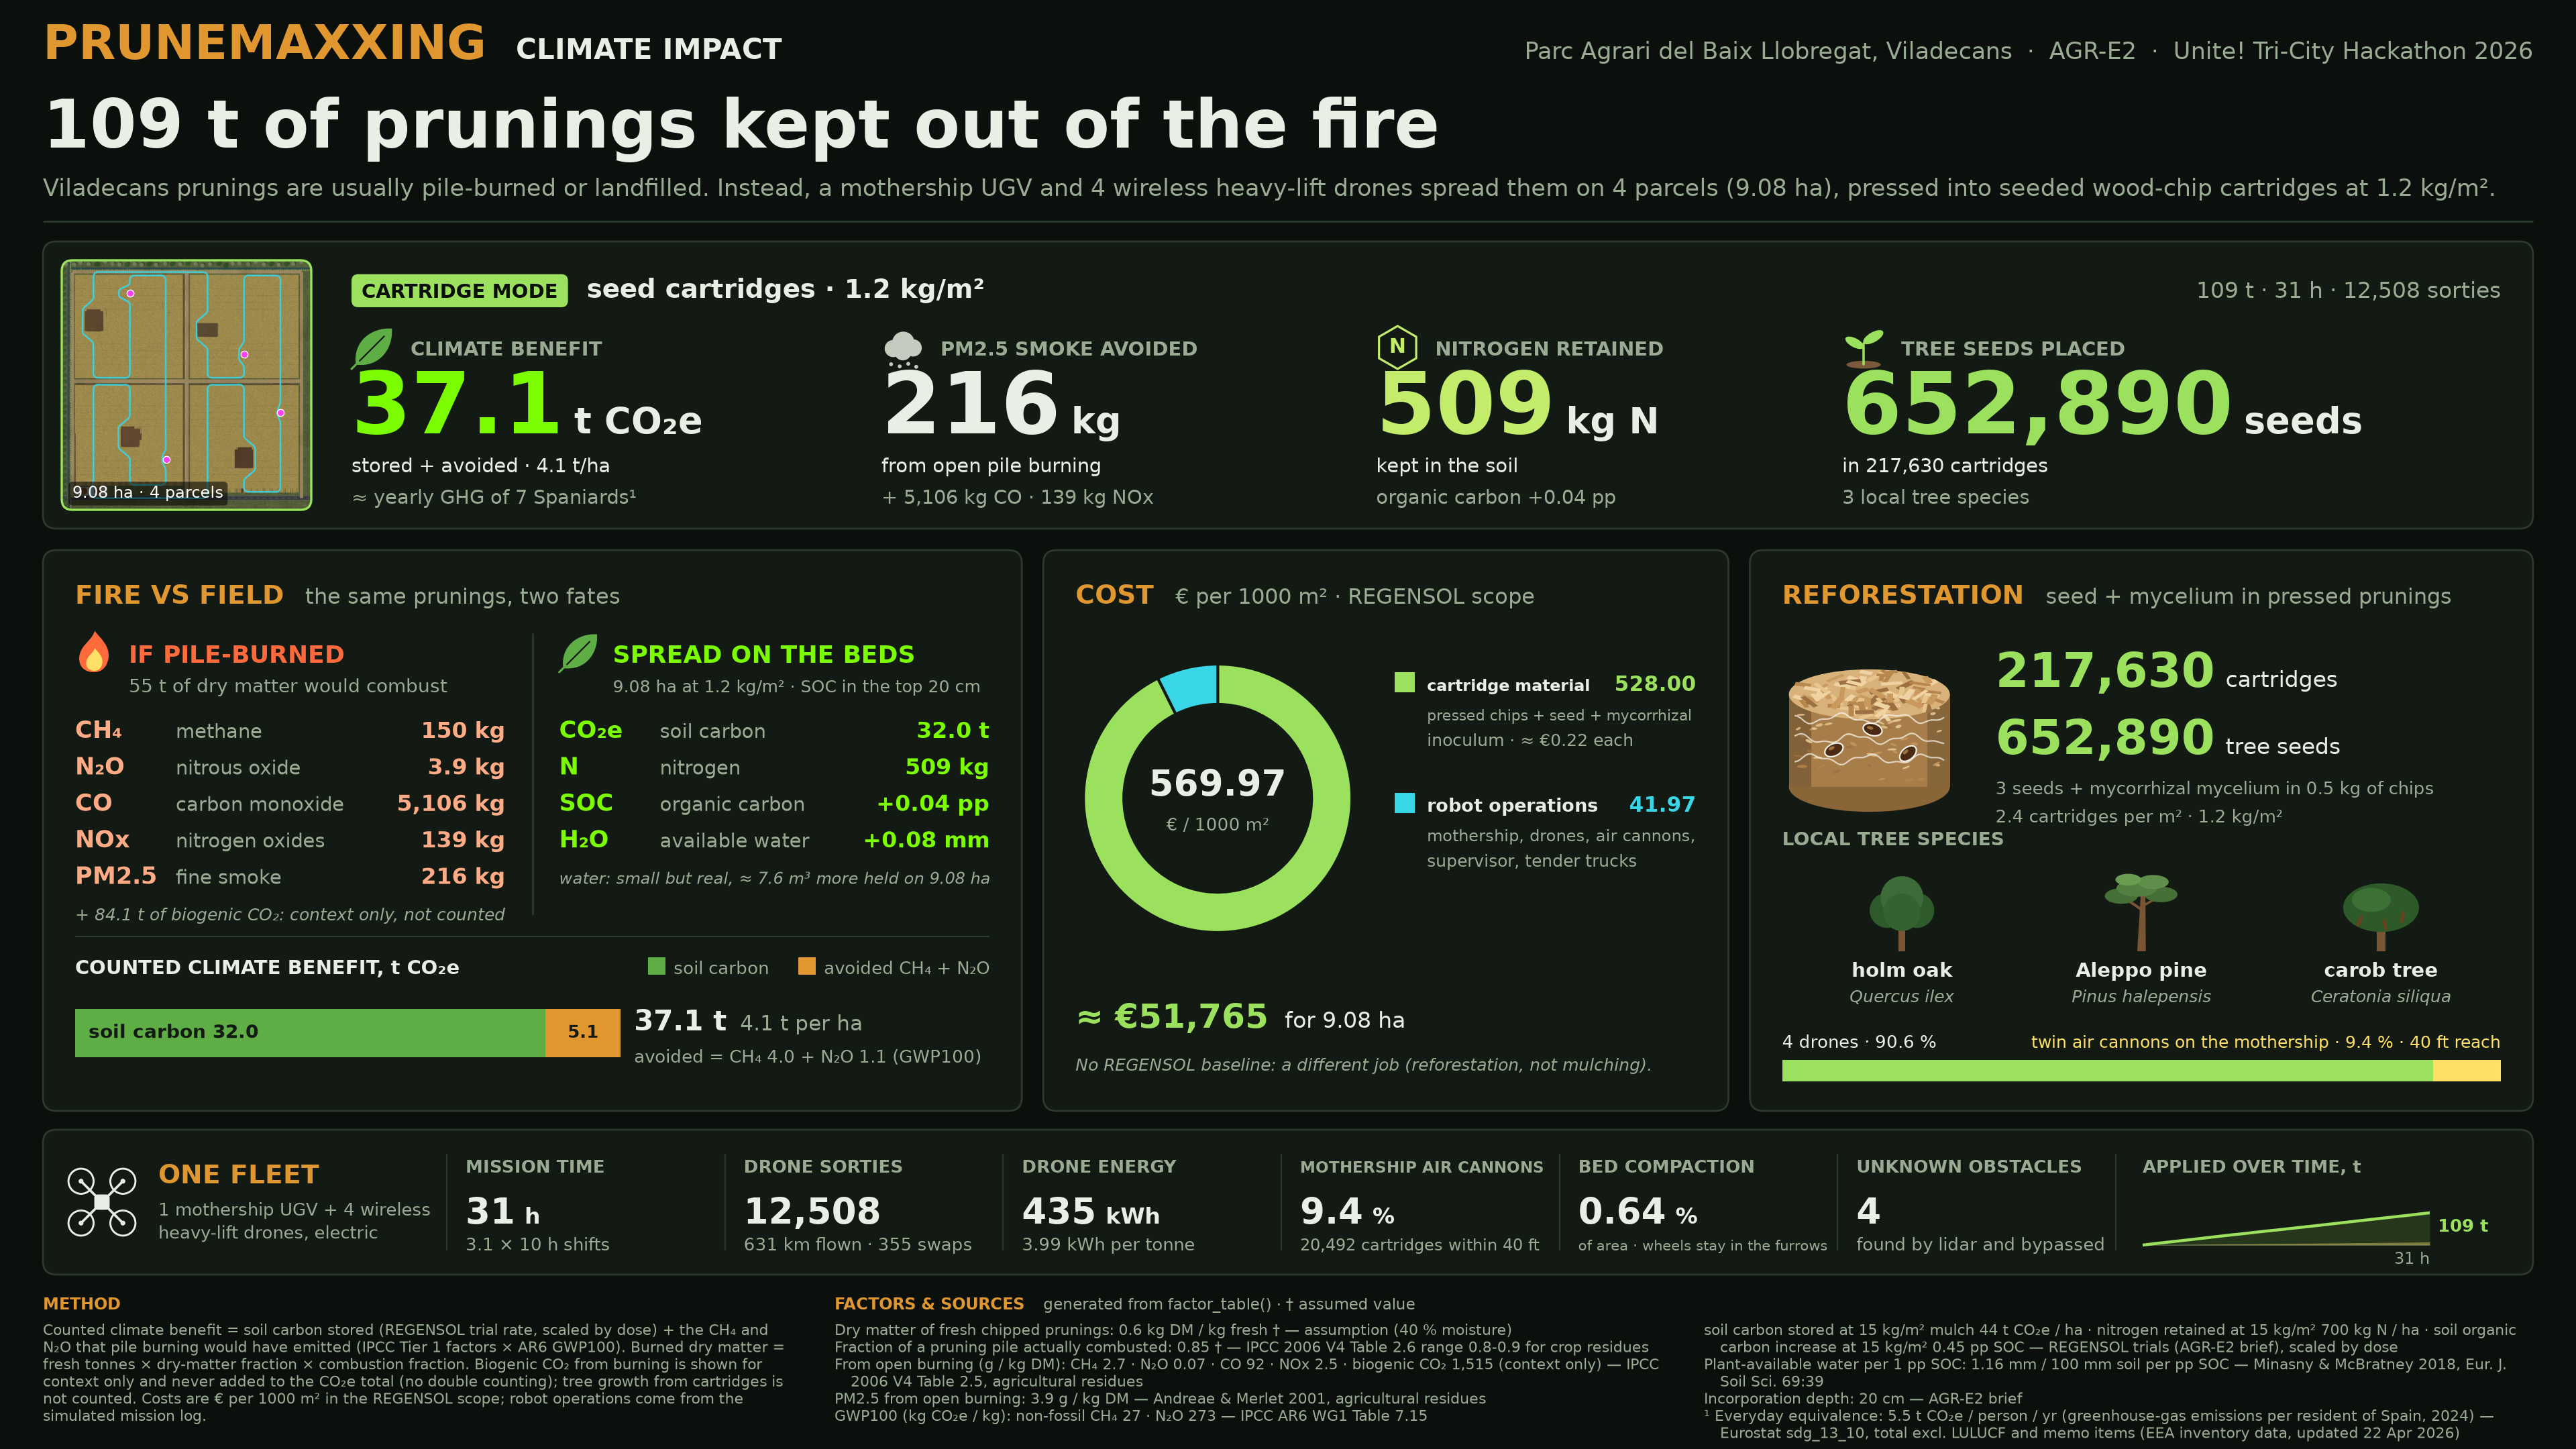 PRUNEMAXXING CLIMATE IMPACT
Parc Agrari del Baix Llobregat, Viladecans · AGR-E2 · Unite! Tri-City Hackathon 2026
109 t of prunings kept out of the fire
Viladecans prunings are usually pile-burned or landfilled. Instead, a mothership UGV and 4 wireless heavy-lift drones spread them on 4 parcels (9.08 ha), pressed into seeded wood-chip cartridges at 1.2 kg/m².
9.08 ha · 4 parcels
CARTRIDGE MODE seed cartridges · 1.2 kg/m²
109 t · 31 h · 12,508 sorties
CLIMATE BENEFIT
37.1 t CO₂e
stored + avoided · 4.1 t/ha
≈ yearly GHG of 7 Spaniards¹
PM2.5 SMOKE AVOIDED
216 kg
from open pile burning
+ 5,106 kg CO · 139 kg NOx
N
NITROGEN RETAINED
509 kg N
kept in the soil
organic carbon +0.04 pp
TREE SEEDS PLACED
652,890 seeds
in 217,630 cartridges
3 local tree species
FIRE VS FIELD the same prunings, two fates
IF PILE-BURNED
55 t of dry matter would combust
CH₄ methane 150 kg
N₂O nitrous oxide 3.9 kg
CO carbon monoxide 5,106 kg
NOx nitrogen oxides 139 kg
PM2.5 fine smoke 216 kg
+ 84.1 t of biogenic CO₂: context only, not counted
SPREAD ON THE BEDS
9.08 ha at 1.2 kg/m² · SOC in the top 20 cm
CO₂e soil carbon 32.0 t
N nitrogen 509 kg
SOC organic carbon +0.04 pp
H₂O available water +0.08 mm
water: small but real, ≈ 7.6 m³ more held on 9.08 ha
COUNTED CLIMATE BENEFIT, t CO₂e
soil carbon avoided CH₄ + N₂O
soil carbon 32.0 5.1
37.1 t 4.1 t per ha
avoided = CH₄ 4.0 + N₂O 1.1 (GWP100)
COST € per 1000 m² · REGENSOL scope
569.97
€ / 1000 m²
cartridge material 528.00
pressed chips + seed + mycorrhizal
inoculum · ≈ €0.22 each
robot operations 41.97
mothership, drones, air cannons,
supervisor, tender trucks
≈ €51,765 for 9.08 ha
No REGENSOL baseline: a different job (reforestation, not mulching).
REFORESTATION seed + mycelium in pressed prunings
217,630 cartridges
652,890 tree seeds
3 seeds + mycorrhizal mycelium in 0.5 kg of chips
2.4 cartridges per m² · 1.2 kg/m²
LOCAL TREE SPECIES
holm oak
Quercus ilex
Aleppo pine
Pinus halepensis
carob tree
Ceratonia siliqua
4 drones · 90.6 %
twin air cannons on the mothership · 9.4 % · 40 ft reach
ONE FLEET
1 mothership UGV + 4 wireless
heavy-lift drones, electric
MISSION TIME
31 h
3.1 × 10 h shifts
DRONE SORTIES
12,508
631 km flown · 355 swaps
DRONE ENERGY
435 kWh
3.99 kWh per tonne
MOTHERSHIP AIR CANNONS
9.4 %
20,492 cartridges within 40 ft
BED COMPACTION
0.64 %
of area · wheels stay in the furrows
UNKNOWN OBSTACLES
4
found by lidar and bypassed
APPLIED OVER TIME, t
109 t
31 h
METHOD
Counted climate benefit = soil carbon stored (REGENSOL trial rate, scaled by dose) + the CH₄ and
N₂O that pile burning would have emitted (IPCC Tier 1 factors × AR6 GWP100). Burned dry matter =
fresh tonnes × dry-matter fraction × combustion fraction. Biogenic CO₂ from burning is shown for
context only and never added to the CO₂e total (no double counting); tree growth from cartridges is
not counted. Costs are € per 1000 m² in the REGENSOL scope; robot operations come from the
simulated mission log.
FACTORS & SOURCES generated from factor_table() · † assumed value
Dry matter of fresh chipped prunings: 0.6 kg DM / kg fresh † — assumption (40 % moisture)
Fraction of a pruning pile actually combusted: 0.85 † — IPCC 2006 V4 Table 2.6 range 0.8-0.9 for crop residues
From open burning (g / kg DM): CH₄ 2.7 · N₂O 0.07 · CO 92 · NOx 2.5 · biogenic CO₂ 1,515 (context only) — IPCC
2006 V4 Table 2.5, agricultural residues
PM2.5 from open burning: 3.9 g / kg DM — Andreae & Merlet 2001, agricultural residues
GWP100 (kg CO₂e / kg): non-fossil CH₄ 27 · N₂O 273 — IPCC AR6 WG1 Table 7.15
soil carbon stored at 15 kg/m² mulch 44 t CO₂e / ha · nitrogen retained at 15 kg/m² 700 kg N / ha · soil organic
carbon increase at 15 kg/m² 0.45 pp SOC — REGENSOL trials (AGR-E2 brief), scaled by dose
Plant-available water per 1 pp SOC: 1.16 mm / 100 mm soil per pp SOC — Minasny & McBratney 2018, Eur. J.
Soil Sci. 69:39
Incorporation depth: 20 cm — AGR-E2 brief
¹ Everyday equivalence: 5.5 t CO₂e / person / yr (greenhouse-gas emissions per resident of Spain, 2024) —
Eurostat sdg_13_10, total excl. LULUCF and memo items (EEA inventory data, updated 22 Apr 2026)